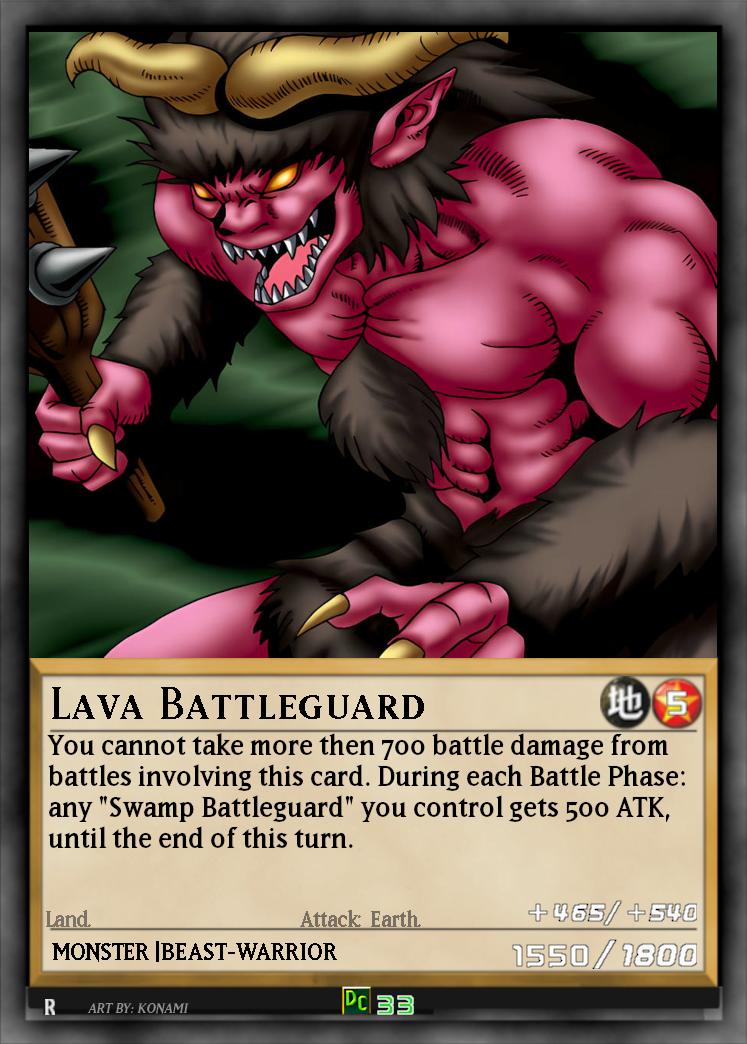 LAVA BATTLEGUARD
地 5
You cannot take more then 700 battle damage from
battles involving this card. During each Battle Phase:
any "Swamp Battleguard" you control gets 500 ATK,
until the end of this turn.
Land. Attack: Earth. +465/+540
MONSTER |BEAST-WARRIOR 1550/1800
R ART BY: KONAMI DC 33